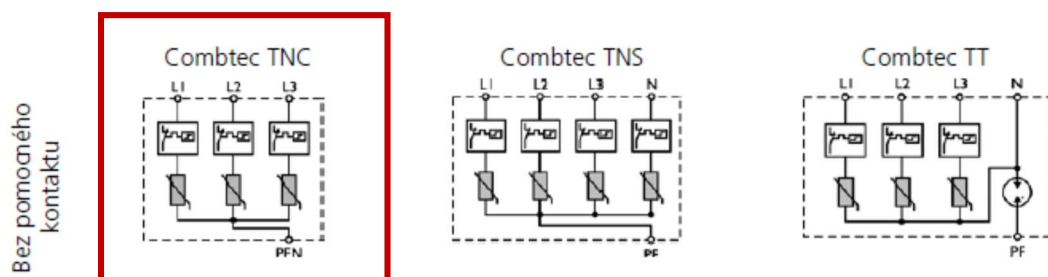 Bez pomocného
kontaktu
Combtec TNC
L1 L2 L3
PEN
Combtec TNS
L1 L2 L3 N
PE
Combtec TT
L1 L2 L3 N
PE